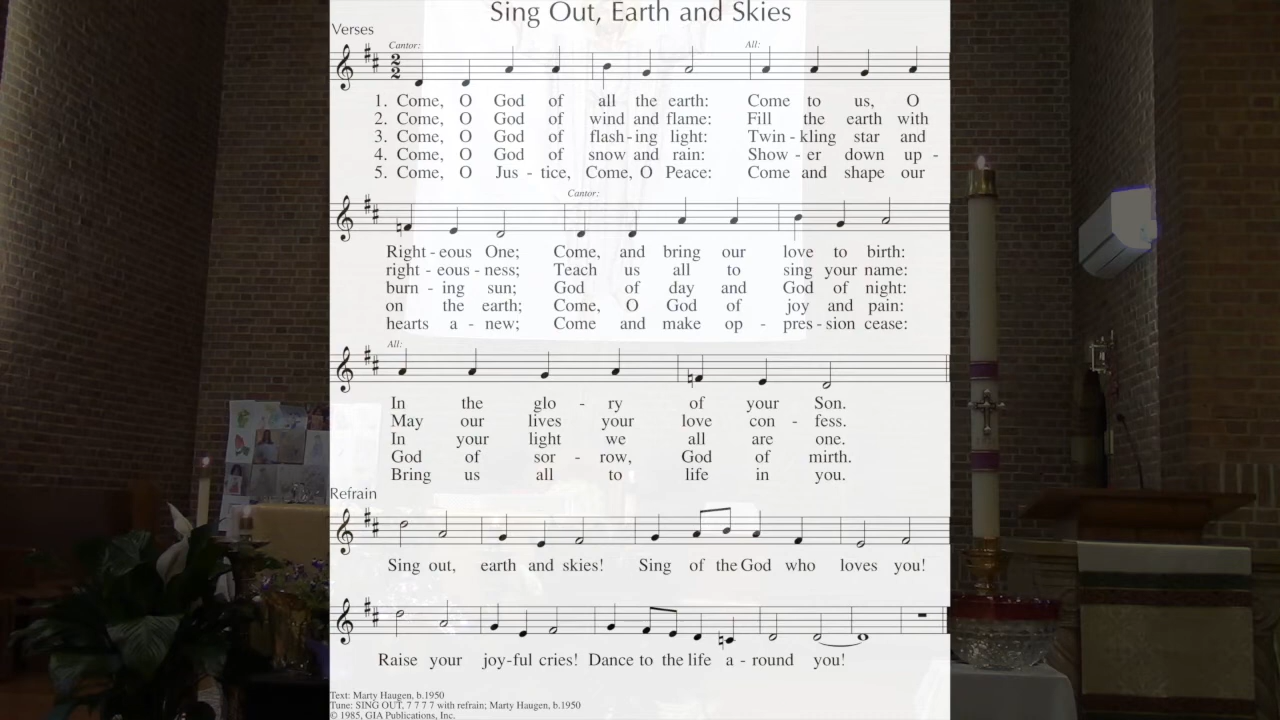 Sing Out, Earth and Skies
Verses
Cantor: All:
1. Come, O God of all the earth: Come to us, O
2. Come, O God of wind and flame: Fill the earth with
3. Come, O God of flash - ing light: Twin - kling star and
4. Come, O God of snow and rain: Show - er down up -
5. Come, O Jus - tice, Come, O Peace: Come and shape our
Cantor:
Right - eous One; Come, and bring our love to birth:
right - eous - ness; Teach us all to sing your name:
burn - ing sun; God of day and God of night:
on the earth; Come, O God of joy and pain:
hearts a - new; Come and make op - pres - sion cease:
All:
In the glo - ry of your Son.
May our lives your love con - fess.
In your light we all are one.
God of sor - row, God of mirth.
Bring us all to life in you.
Refrain
Sing out, earth and skies! Sing of the God who loves you!
Raise your joy - ful cries! Dance to the life a - round you!
Text: Marty Haugen, b.1950
Tune: SING OUT, 7 7 7 7 with refrain; Marty Haugen, b.1950
© 1985, GIA Publications, Inc.